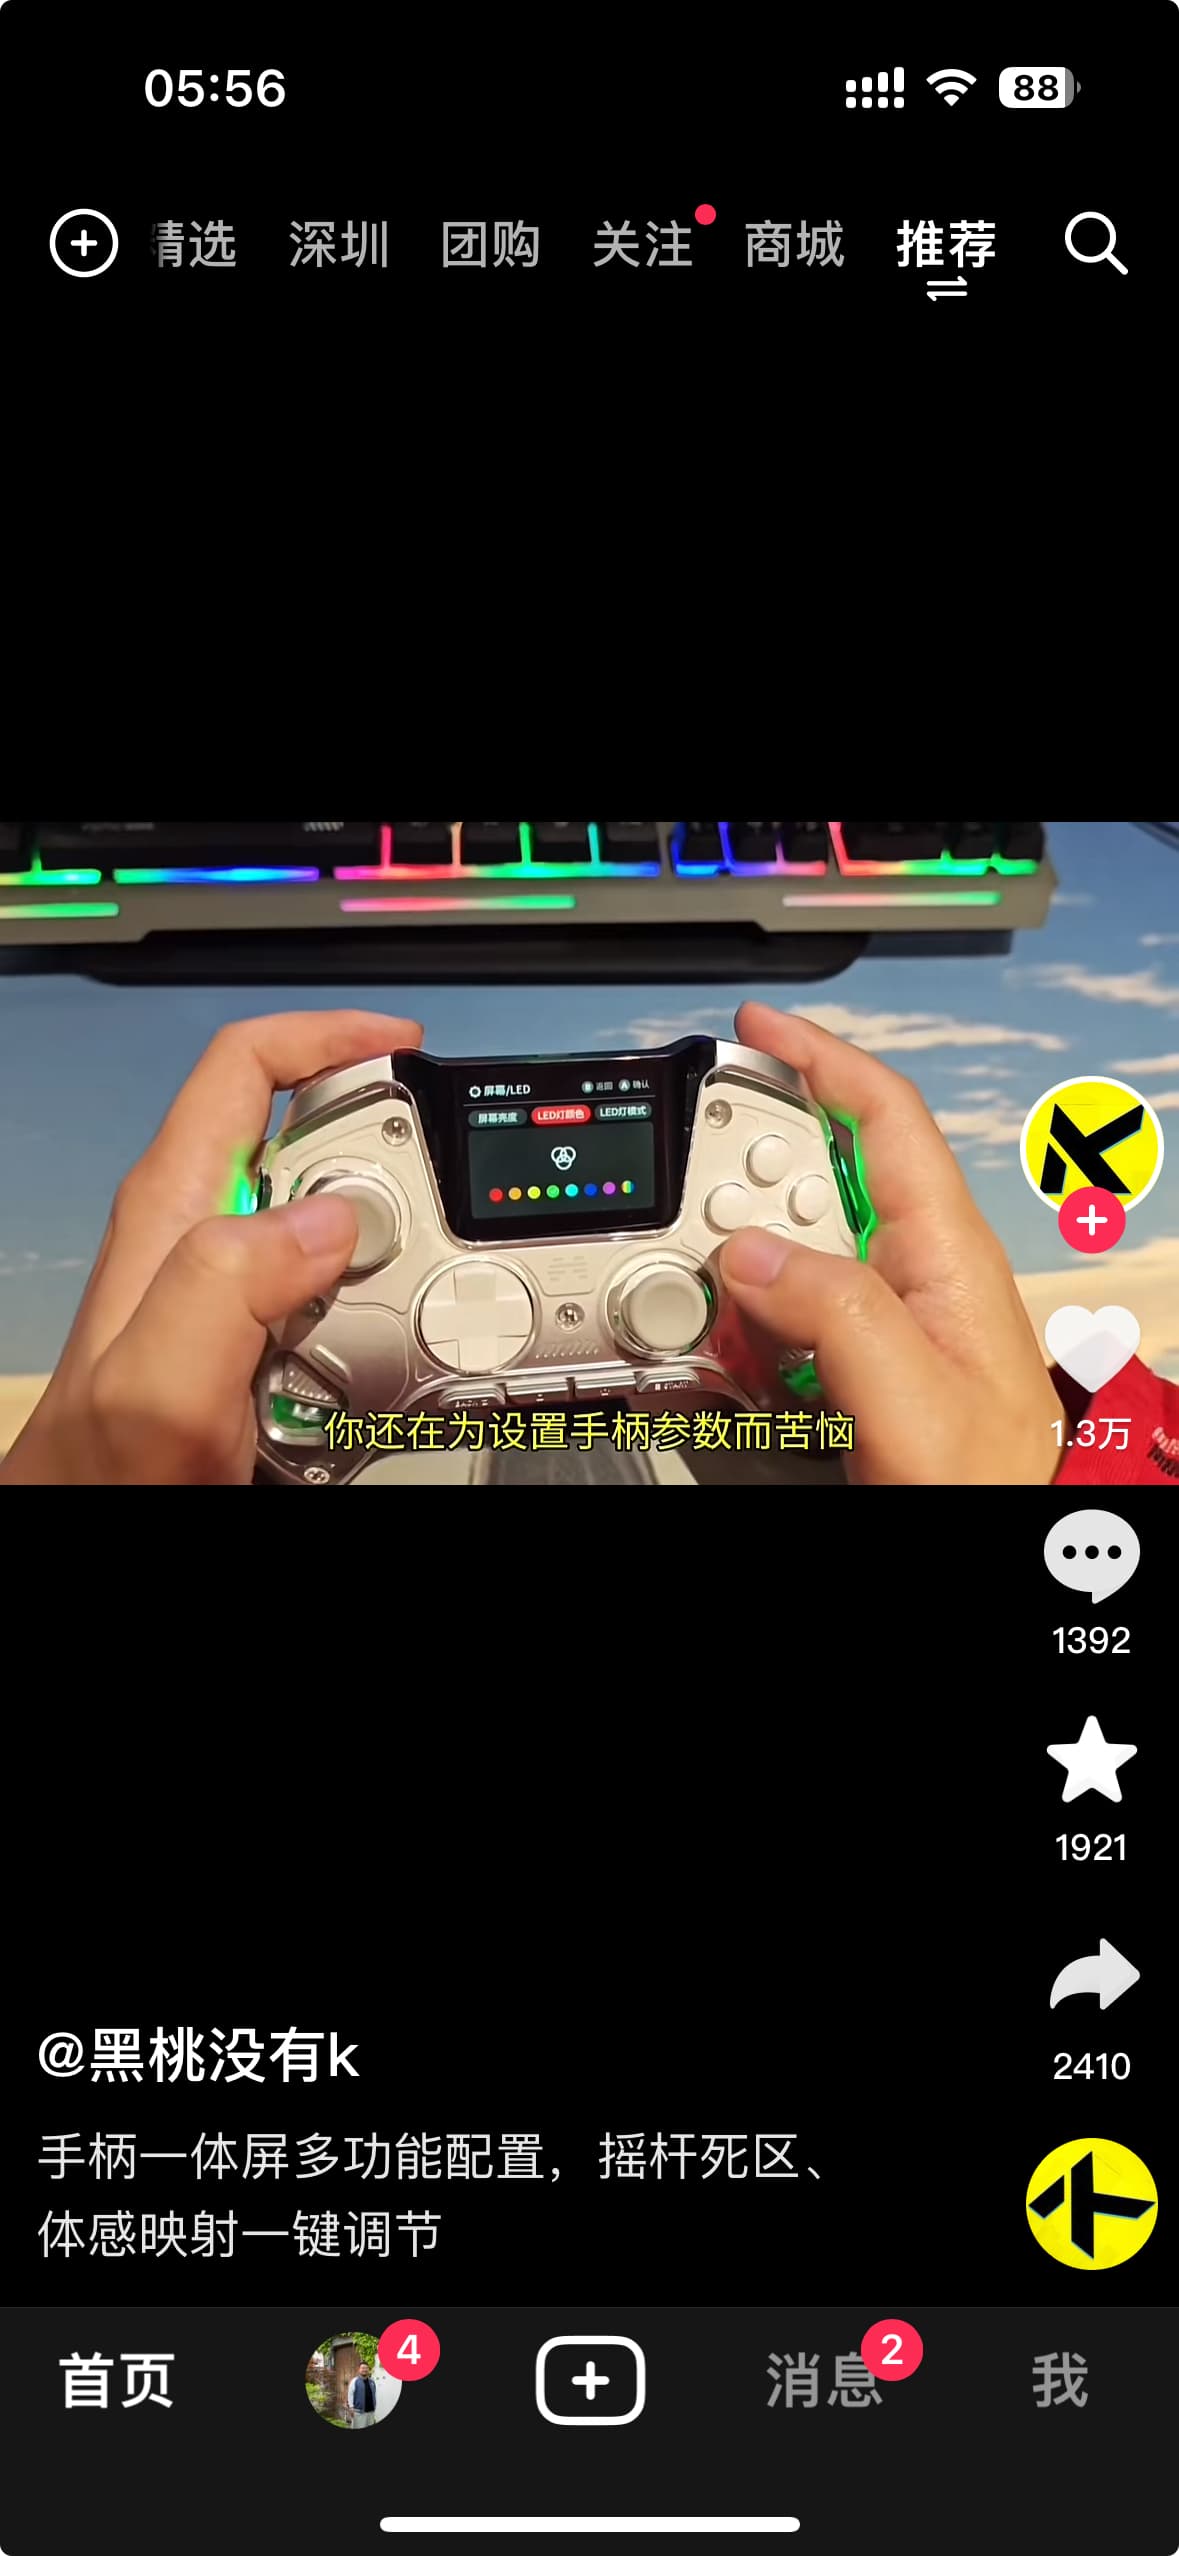 05:56
88
精选 深圳 团购 关注 商城 推荐
屏幕/LED
B 返回 A 确认
屏幕亮度 LED灯颜色 LED灯模式
你还在为设置手柄参数而苦恼
1.3万
1392
1921
2410
@黑桃没有k
手柄一体屏多功能配置，摇杆死区、
体感映射一键调节
首页 4 消息 2 我